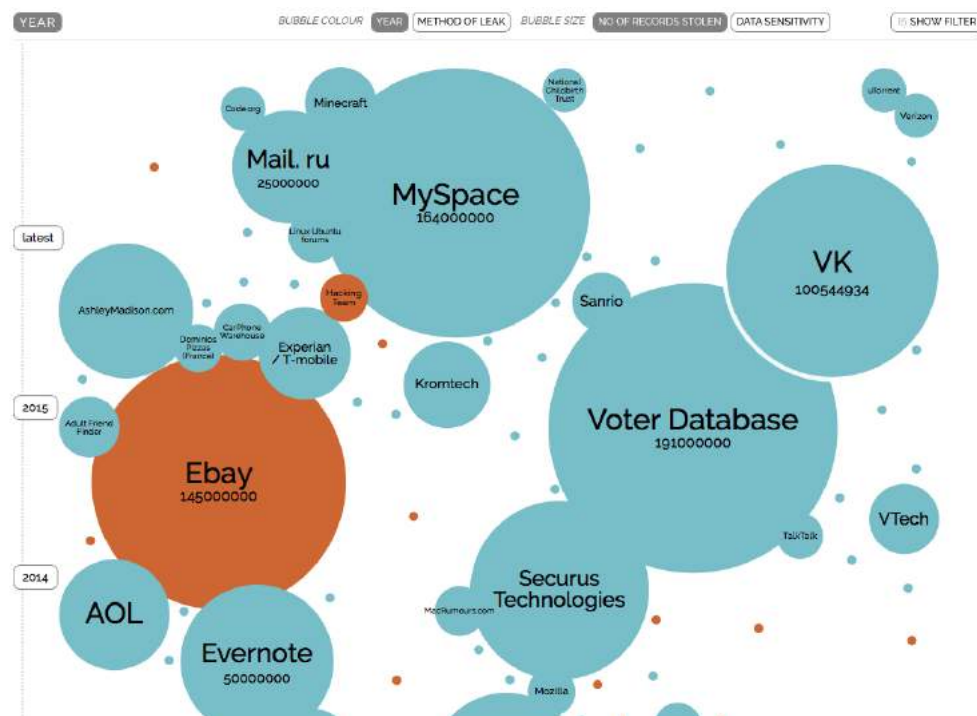 YEAR
BUBBLE COLOUR YEAR METHOD OF LEAK BUBBLE SIZE NO OF RECORDS STOLEN DATA SENSITIVITY SHOW FILTER
National
Childbirth
Trust
uTorrent
Verizon
Code.org
Minecraft
Mail. ru
25000000
MySpace
164000000
Linux Ubuntu
forums
latest
VK
100544934
Hacking
Team
Sanrio
AshleyMadison.com
CarPhone
Warehouse
Dominios
Pizzas
(France)
Experian
/ T-mobile
Kromtech
2015
Adult Friend
Finder
Voter Database
191000000
Ebay
145000000
VTech
TalkTalk
2014
Securus
Technologies
AOL
MacRumours.com
Evernote
50000000
Mozilla